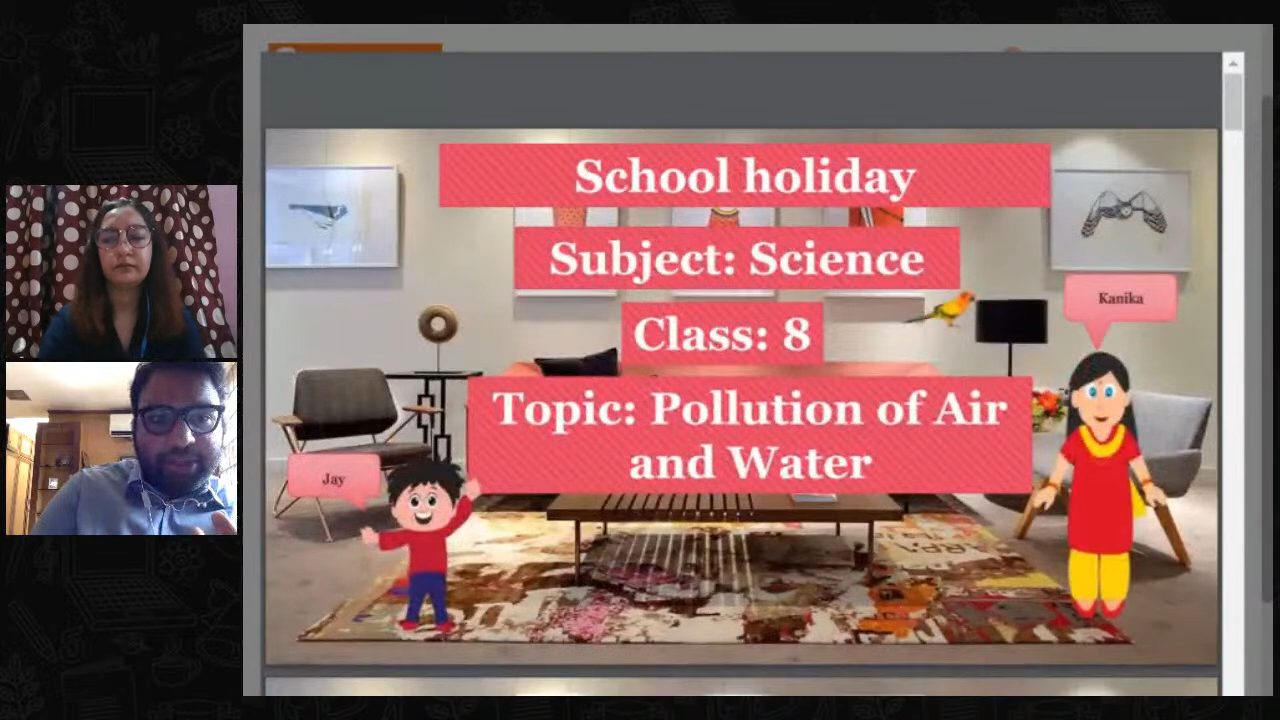 School holiday
Subject: Science
Class: 8
Kanika
Topic: Pollution of Air
and Water
Jay